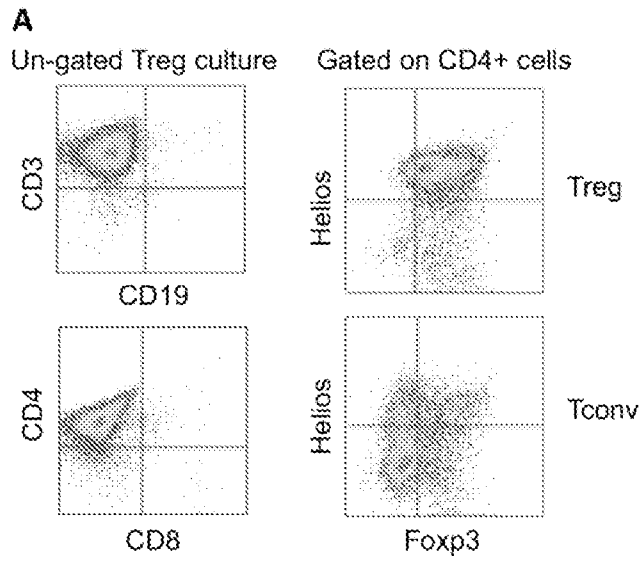 A
Un-gated Treg culture
Gated on CD4+ cells
CD3
CD19
Helios
Treg
CD4
CD8
Helios
Tconv
Foxp3